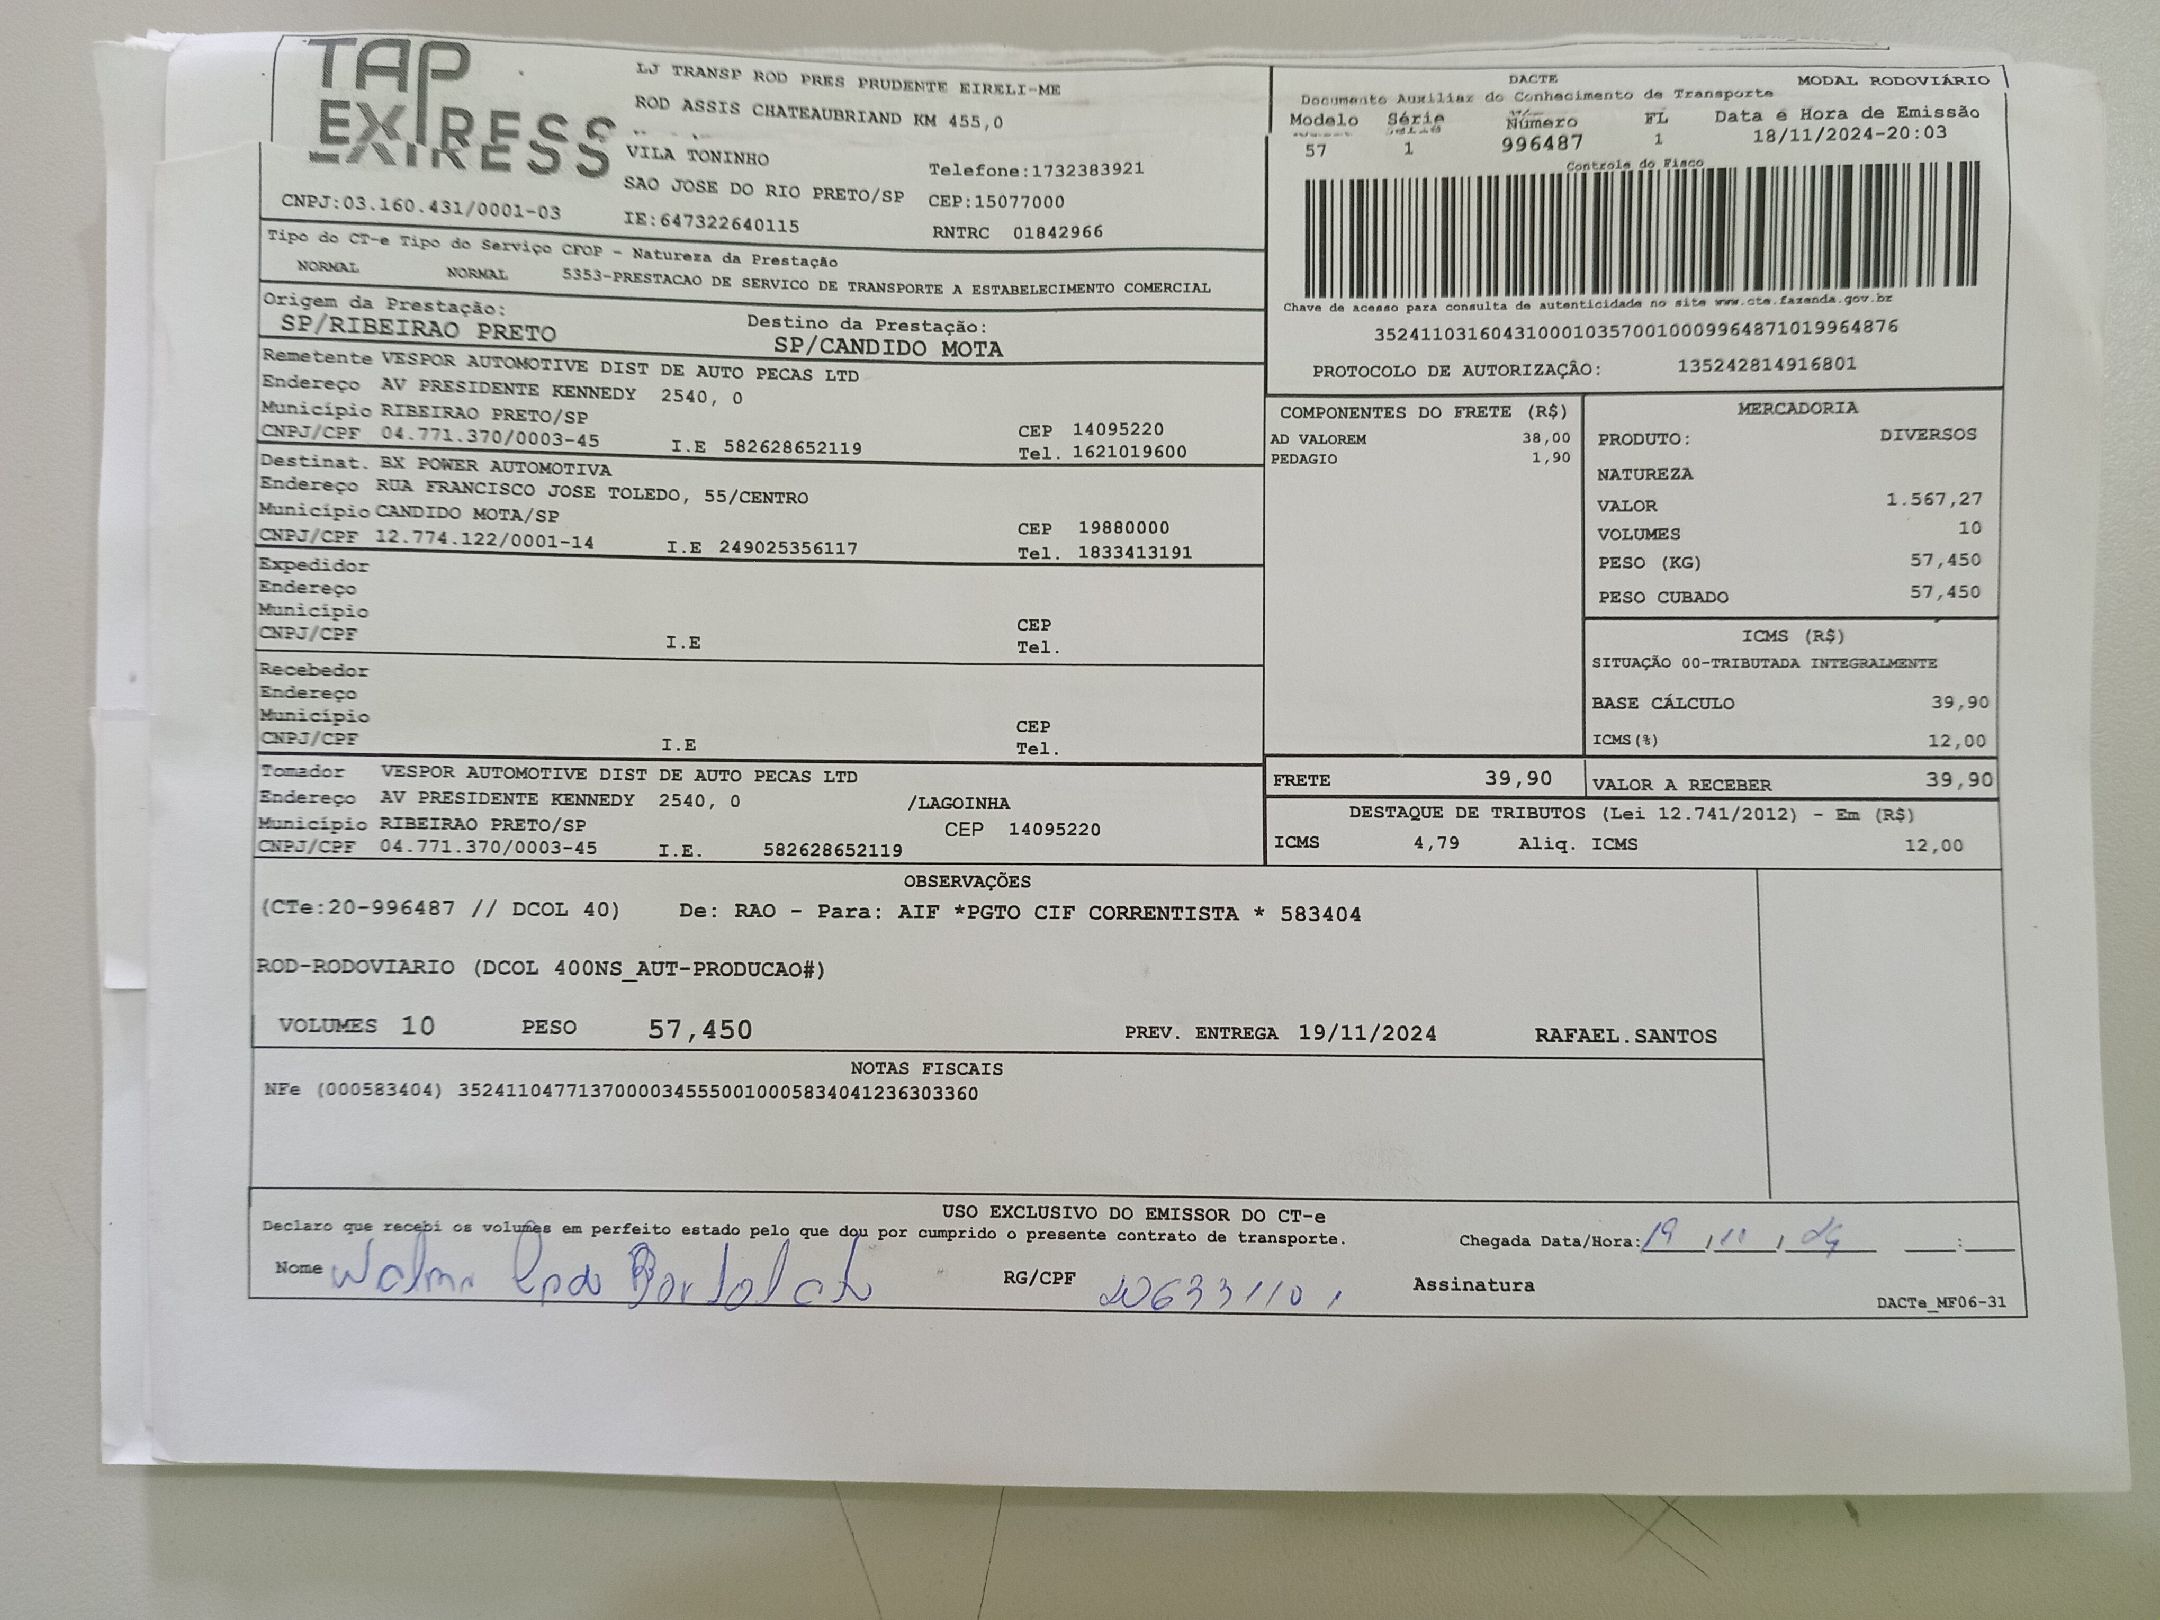 TAP
EXPRESS
LJ TRANSP ROD PRES PRUDENTE EIRELI-ME
ROD ASSIS CHATEAUBRIAND KM 455,0
VILA TONINHO
Telefone:1732383921
SAO JOSE DO RIO PRETO/SP CEP:15077000
CNPJ:03.160.431/0001-03 IE:647322640115 RNTRC 01842966
DACTE MODAL RODOVIÁRIO
Documento Auxiliar do Conhecimento de Transporte
Modelo Série Número FL Data e Hora de Emissão
57 1 996487 1 18/11/2024-20:03
Controle do Fisco
Chave de acesso para consulta de autenticidade no site www.cte.fazenda.gov.br
35241103160431000103570010009964871019964876
PROTOCOLO DE AUTORIZAÇÃO: 135242814916801
Tipo do CT-e Tipo do Serviço CFOP - Natureza da Prestação
NORMAL NORMAL 5353-PRESTACAO DE SERVICO DE TRANSPORTE A ESTABELECIMENTO COMERCIAL
Origem da Prestação: Destino da Prestação:
SP/RIBEIRAO PRETO SP/CANDIDO MOTA
Remetente VESPOR AUTOMOTIVE DIST DE AUTO PECAS LTD
Endereço AV PRESIDENTE KENNEDY 2540, 0
Município RIBEIRAO PRETO/SP CEP 14095220
CNPJ/CPF 04.771.370/0003-45 I.E 582628652119 Tel. 1621019600
Destinat. BX POWER AUTOMOTIVA
Endereço RUA FRANCISCO JOSE TOLEDO, 55/CENTRO
Município CANDIDO MOTA/SP CEP 19880000
CNPJ/CPF 12.774.122/0001-14 I.E 249025356117 Tel. 1833413191
Expedidor
Endereço
Município CEP
CNPJ/CPF I.E Tel.
Recebedor
Endereço
Município CEP
CNPJ/CPF I.E Tel.
Tomador VESPOR AUTOMOTIVE DIST DE AUTO PECAS LTD
Endereço AV PRESIDENTE KENNEDY 2540, 0 /LAGOINHA
Município RIBEIRAO PRETO/SP CEP 14095220
CNPJ/CPF 04.771.370/0003-45 I.E. 582628652119
COMPONENTES DO FRETE (R$)
AD VALOREM 38,00
PEDAGIO 1,90
MERCADORIA
PRODUTO: DIVERSOS
NATUREZA
VALOR 1.567,27
VOLUMES 10
PESO (KG) 57,450
PESO CUBADO 57,450
ICMS (R$)
SITUAÇÃO 00-TRIBUTADA INTEGRALMENTE
BASE CÁLCULO 39,90
ICMS(%) 12,00
FRETE 39,90 VALOR A RECEBER 39,90
DESTAQUE DE TRIBUTOS (Lei 12.741/2012) - Em (R$)
ICMS 4,79 Aliq. ICMS 12,00
OBSERVAÇÕES
(CTe:20-996487 // DCOL 40) De: RAO - Para: AIF *PGTO CIF CORRENTISTA * 583404
ROD-RODOVIARIO (DCOL 400NS_AUT-PRODUCAO#)
VOLUMES 10 PESO 57,450 PREV. ENTREGA 19/11/2024 RAFAEL.SANTOS
NOTAS FISCAIS
NFe (000583404) 35241104771370000345550010005834041236303360
USO EXCLUSIVO DO EMISSOR DO CT-e
Declaro que recebi os volumes em perfeito estado pelo que dou por cumprido o presente contrato de transporte.
Chegada Data/Hora: 19 / 11 / 24 __:__
Nome RG/CPF Assinatura
DACTe_MF06-31